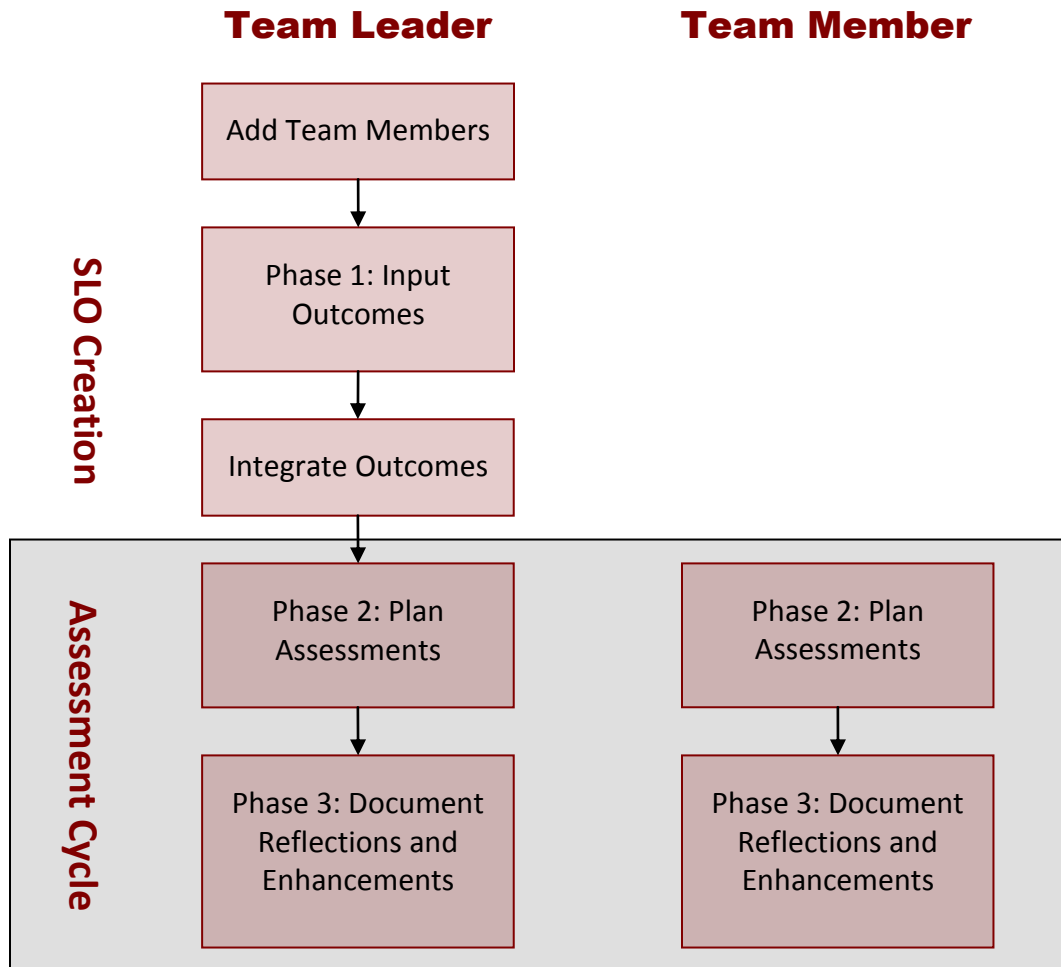 Team Leader
Team Member
SLO Creation
Add Team Members
Phase 1: Input
Outcomes
Integrate Outcomes
Assessment Cycle
Phase 2: Plan
Assessments
Phase 2: Plan
Assessments
Phase 3: Document
Reflections and
Enhancements
Phase 3: Document
Reflections and
Enhancements